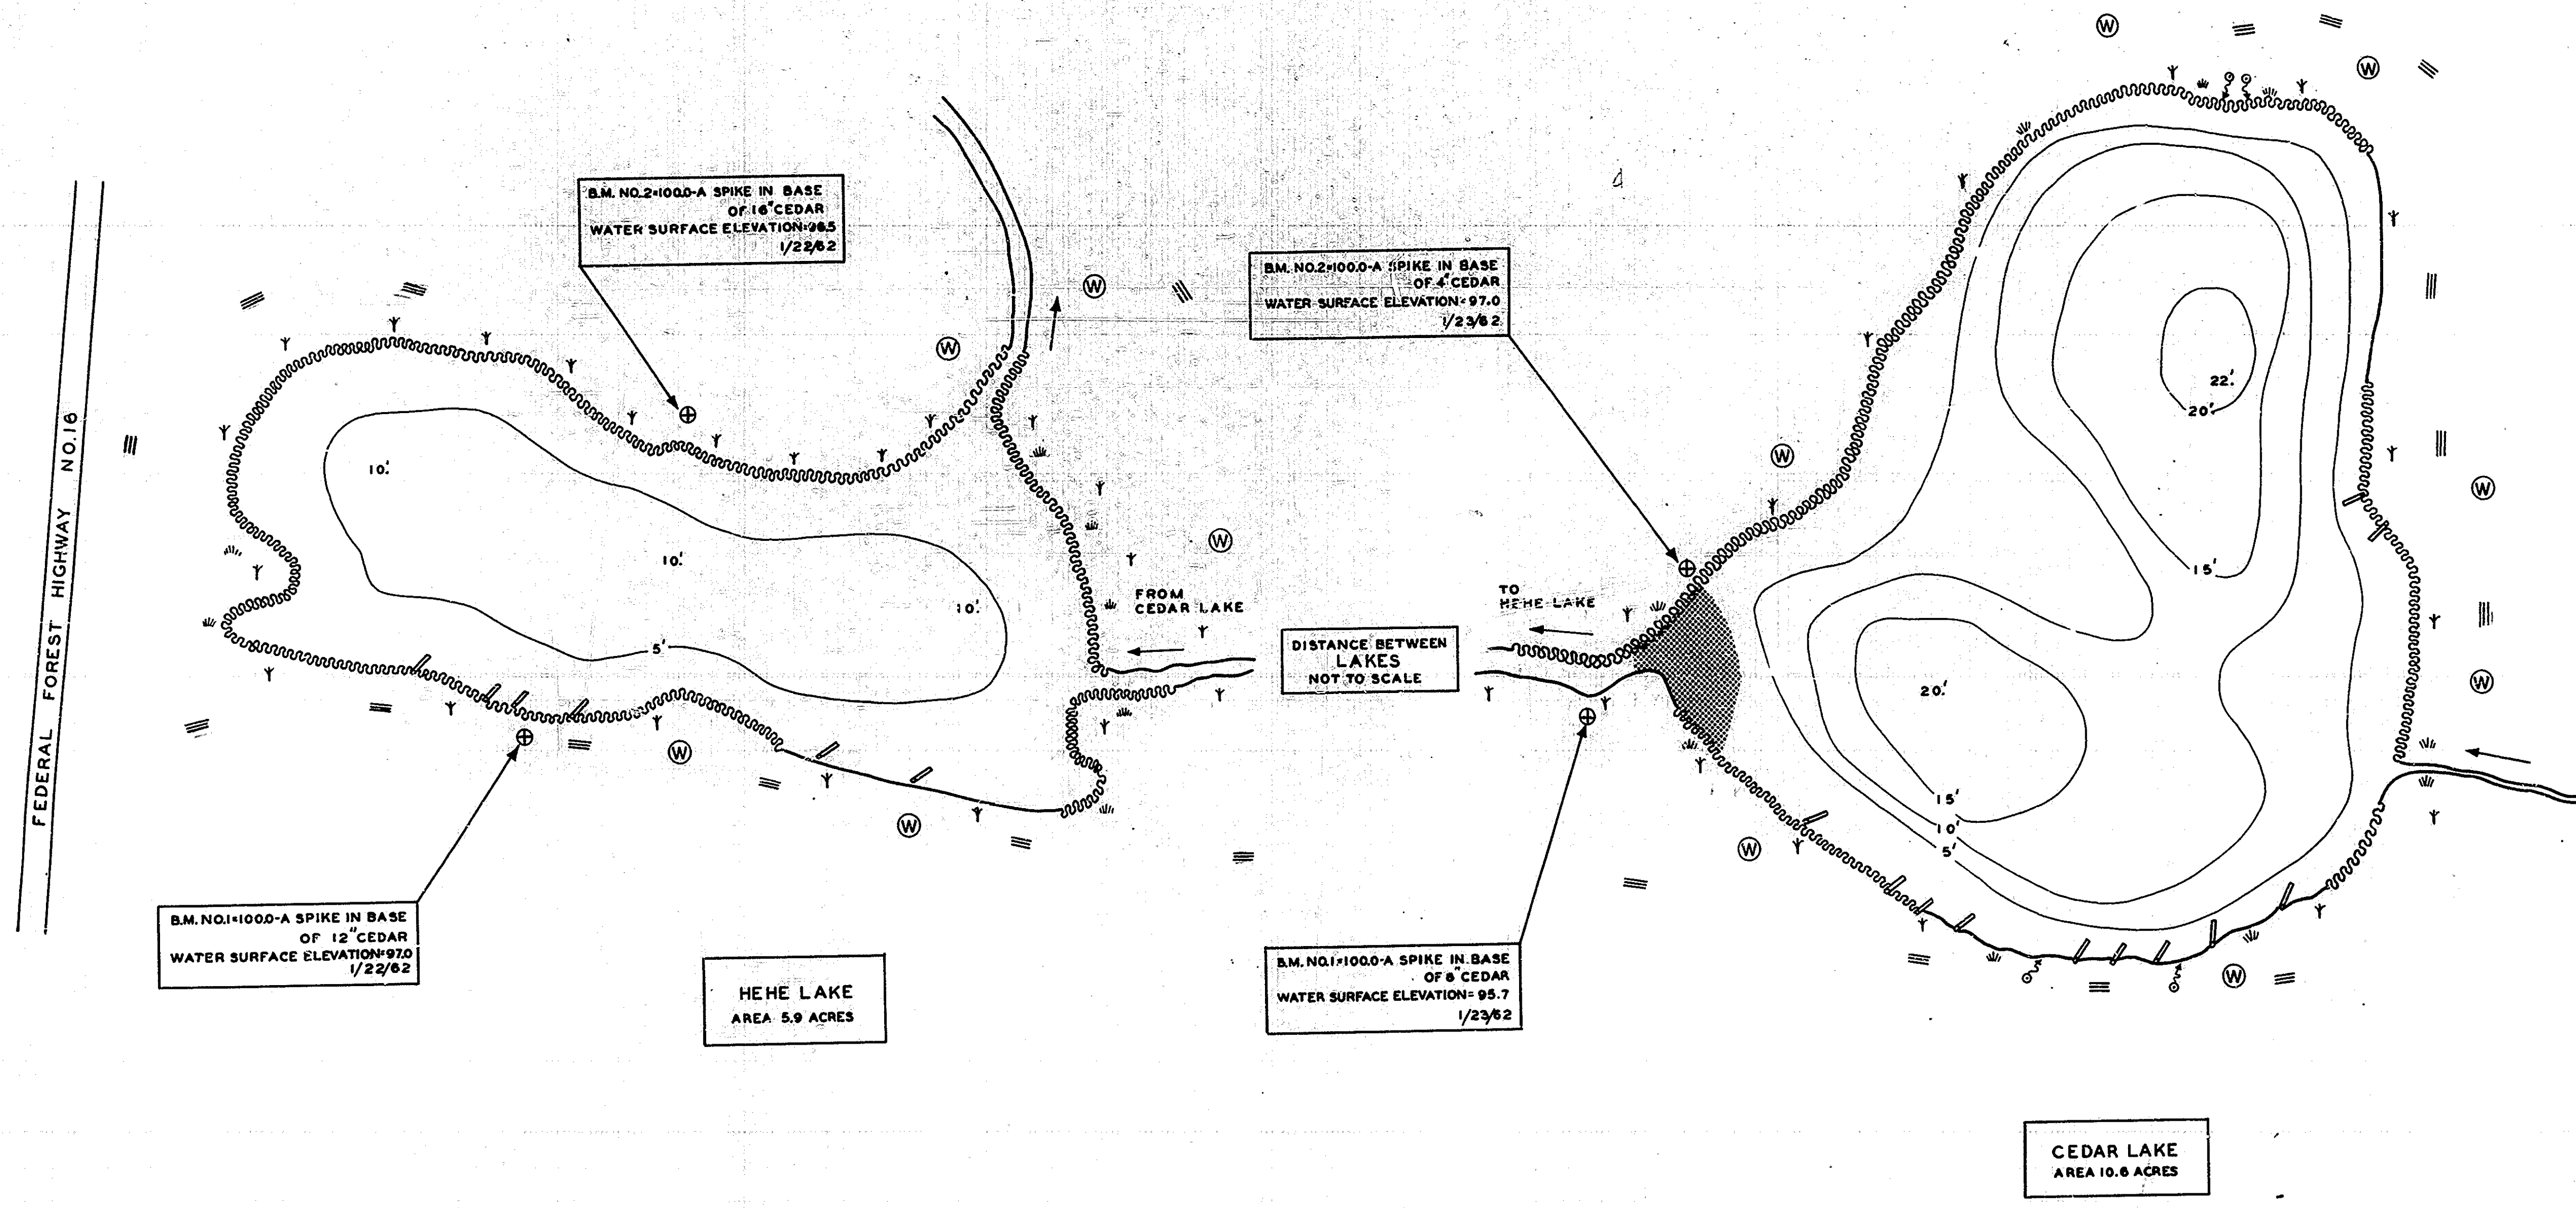 FEDERAL FOREST HIGHWAY NO.16
B.M. NO.2=100.0-A SPIKE IN BASE
OF 16" CEDAR
WATER SURFACE ELEVATION=96.5
1/22/62
10'.
10'.
10'.
5'
W
W
W
W
W
FROM
CEDAR LAKE
B.M. NO.1=100.0-A SPIKE IN BASE
OF 12" CEDAR
WATER SURFACE ELEVATION=97.0
1/22/62
HEHE LAKE
AREA 5.9 ACRES
DISTANCE BETWEEN
LAKES
NOT TO SCALE
B.M. NO.2=100.0-A SPIKE IN BASE
OF 4" CEDAR
WATER SURFACE ELEVATION=97.0
1/23/62
TO
HEHE LAKE
B.M. NO.1=100.0-A SPIKE IN BASE
OF 8" CEDAR
WATER SURFACE ELEVATION=95.7
1/23/62
W
W
W
W
W
W
W
22'.
20'.
15'
20'.
15'
10'
5'
CEDAR LAKE
AREA 10.6 ACRES